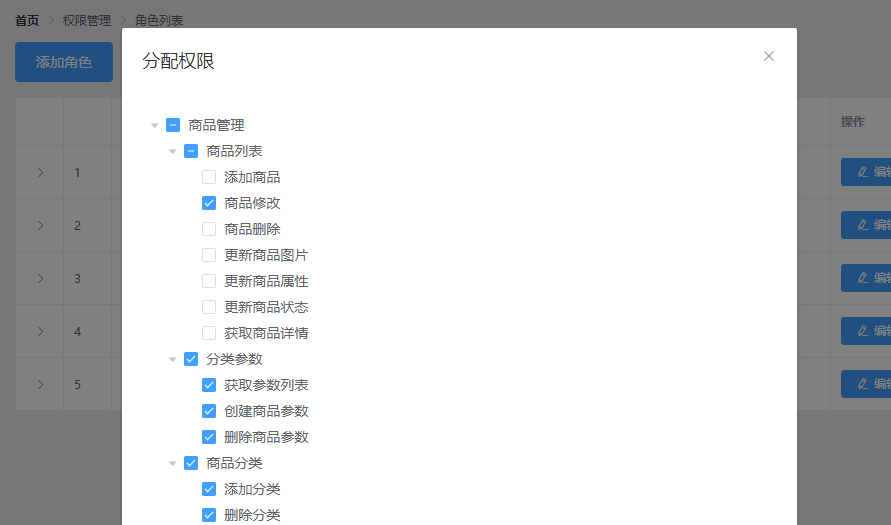 首页 权限管理 角色列表
添加角色
分配权限
操作
商品管理
商品列表
添加商品
商品修改
商品删除
更新商品图片
更新商品属性
更新商品状态
获取商品详情
分类参数
获取参数列表
创建商品参数
删除商品参数
商品分类
添加分类
删除分类
1
编辑
2
编辑
3
编辑
4
编辑
5
编辑